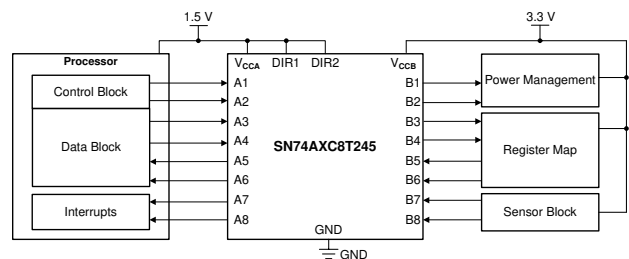 1.5 V
3.3 V
Processor
Control Block
Data Block
Interrupts
VCCA DIR1 DIR2 VCCB
A1
A2
A3
A4
A5
A6
A7
A8
SN74AXC8T245
B1
B2
B3
B4
B5
B6
B7
B8
GND
GND
Power Management
Register Map
Sensor Block